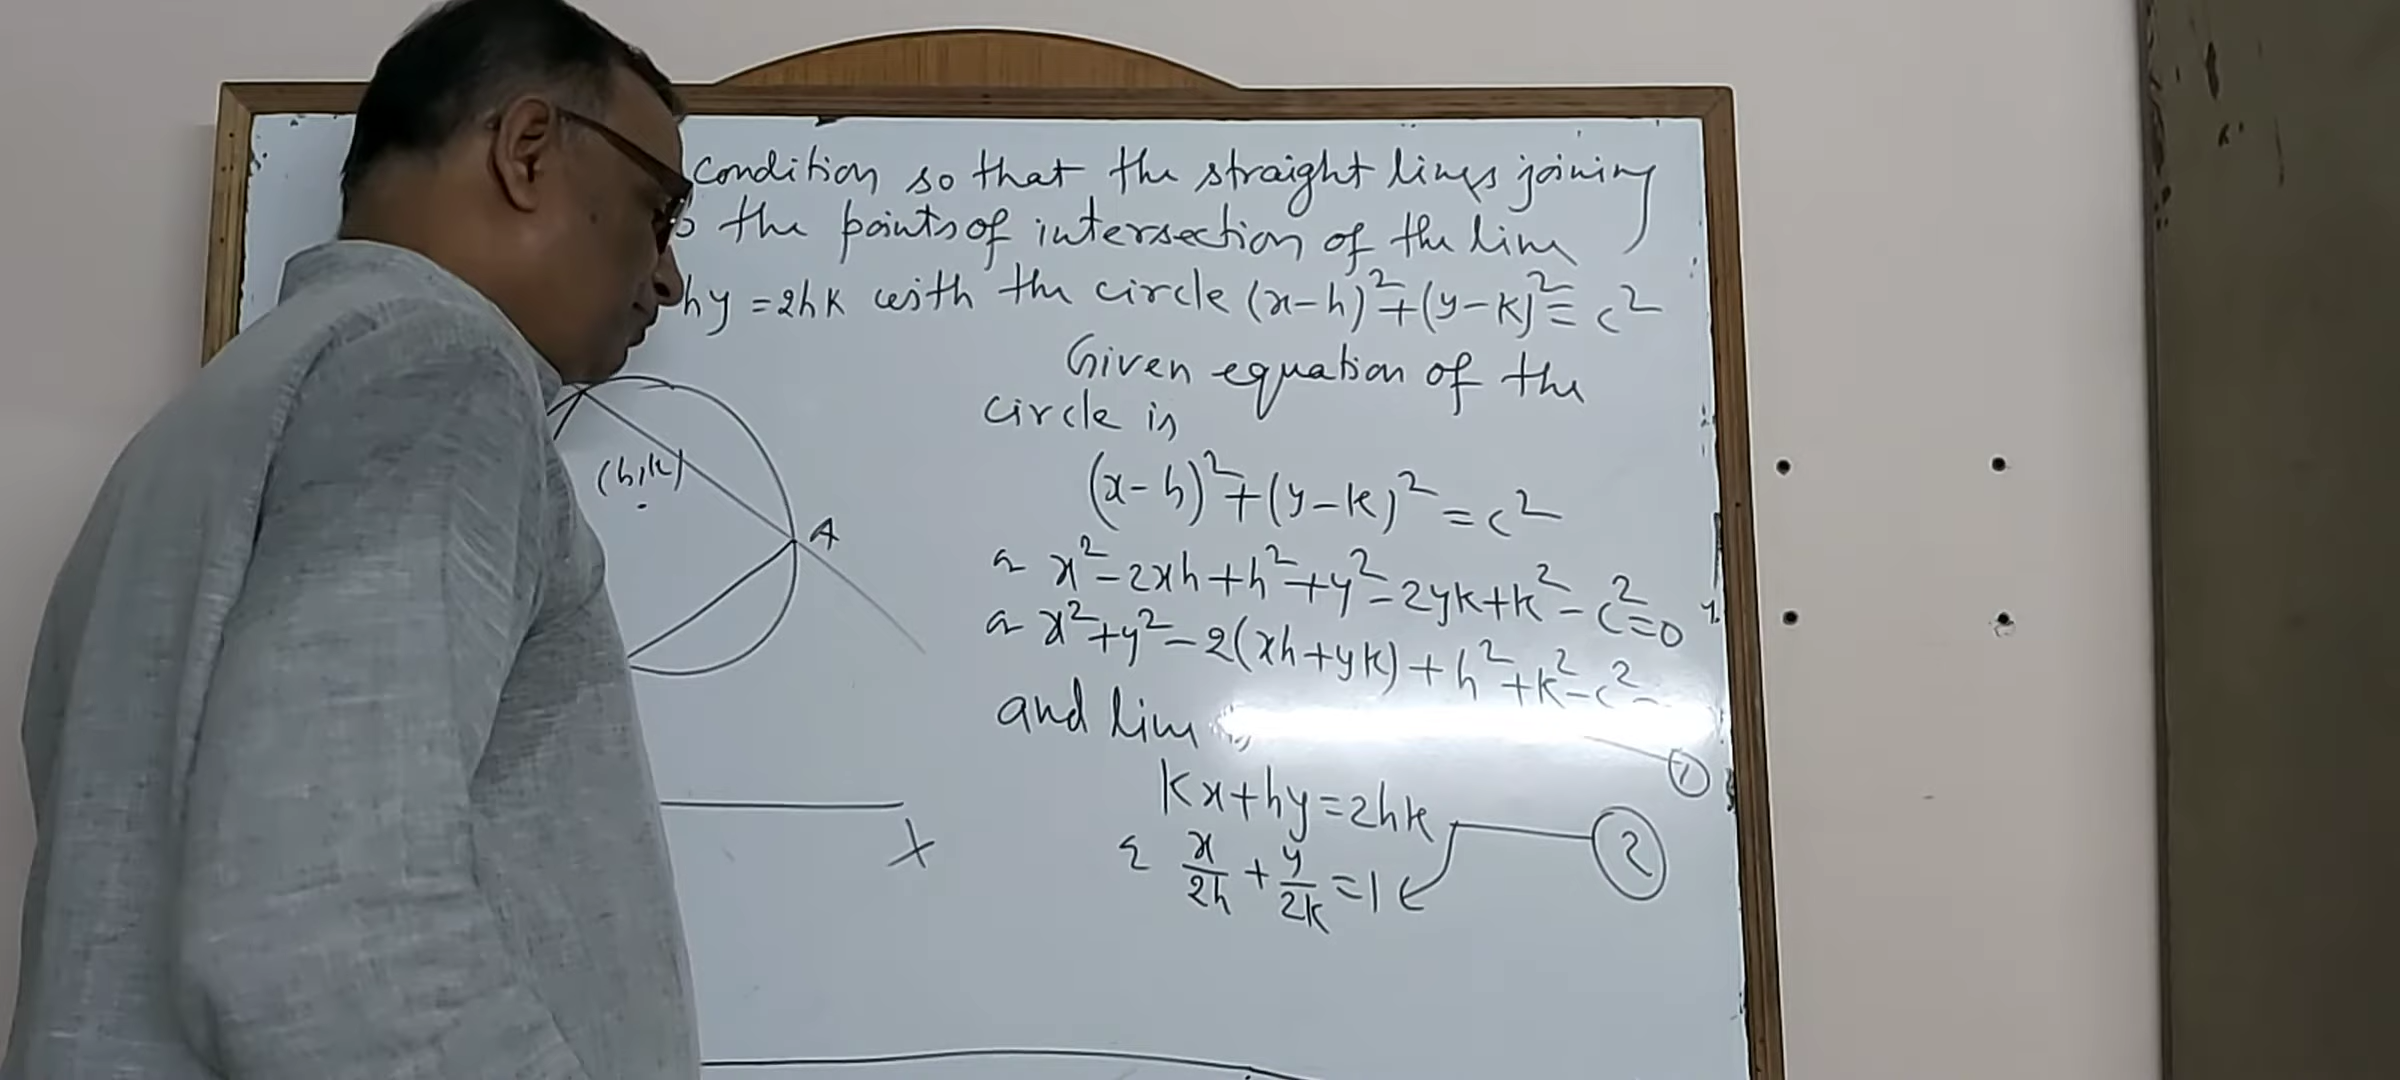 condition so that the straight lines joining
the points of intersection of the line
hy = 2hk with the circle (x-h)² + (y-k)² = c²
Given equation of the
circle is
(h,k)
A
(x-h)² + (y-k)² = c²
x² - 2xh + h² + y² - 2yk + k² - c² = 0
x² + y² - 2(xh + yk) + h² + k² - c² =
and line is
1
kx + hy = 2hk
2
x/2h + y/2k = 1
X